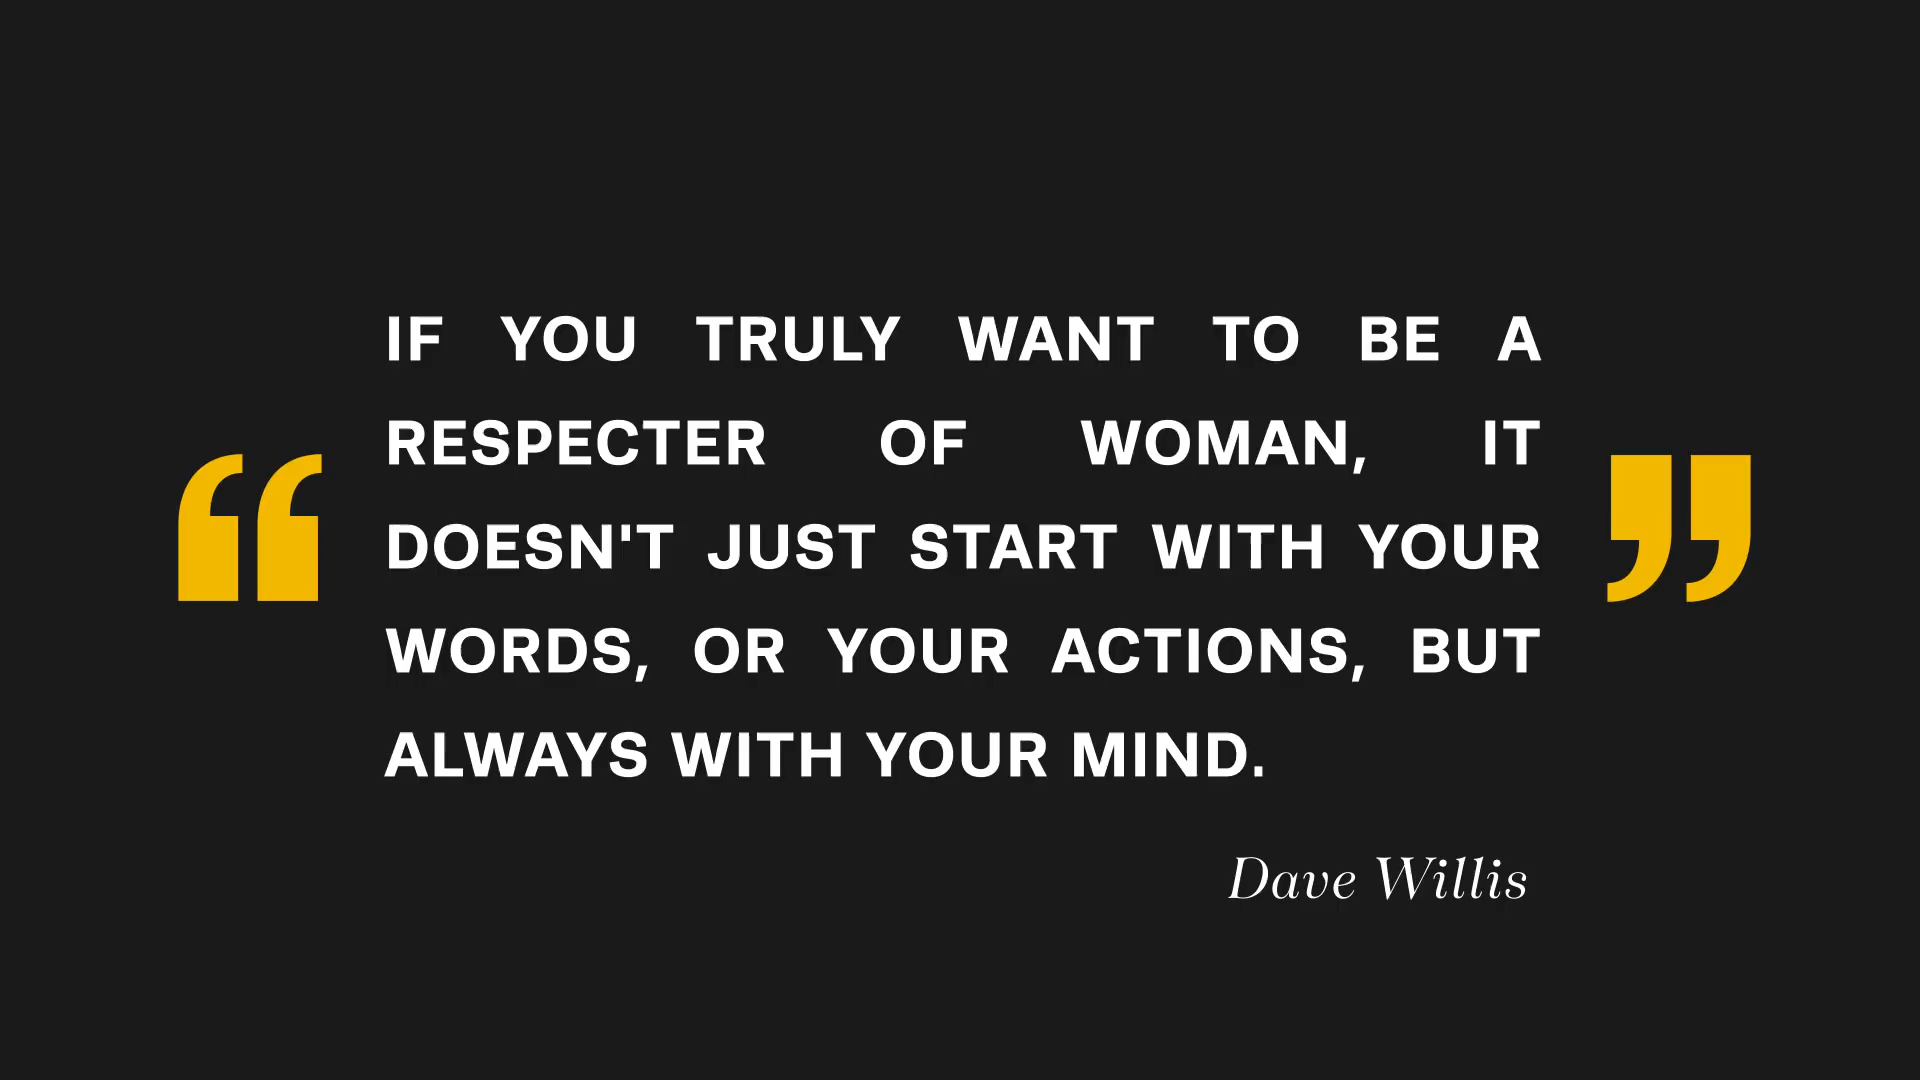 IF YOU TRULY WANT TO BE A
RESPECTER OF WOMAN, IT
DOESN'T JUST START WITH YOUR
WORDS, OR YOUR ACTIONS, BUT
ALWAYS WITH YOUR MIND.
Dave Willis